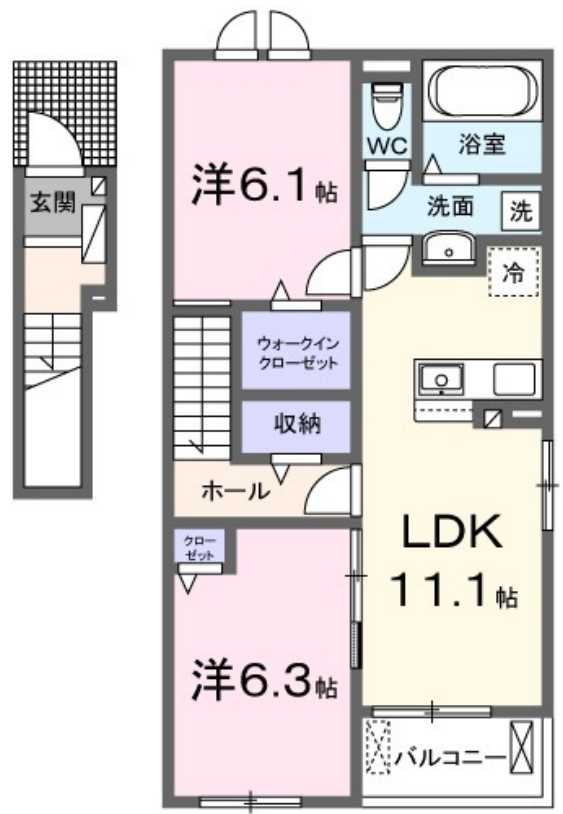 玄関
洋6.1帖
WC
浴室
洗面
洗
冷
ウォークイン
クローゼット
収納
ホール
クロー
ゼット
LDK
11.1帖
洋6.3帖
バルコニー